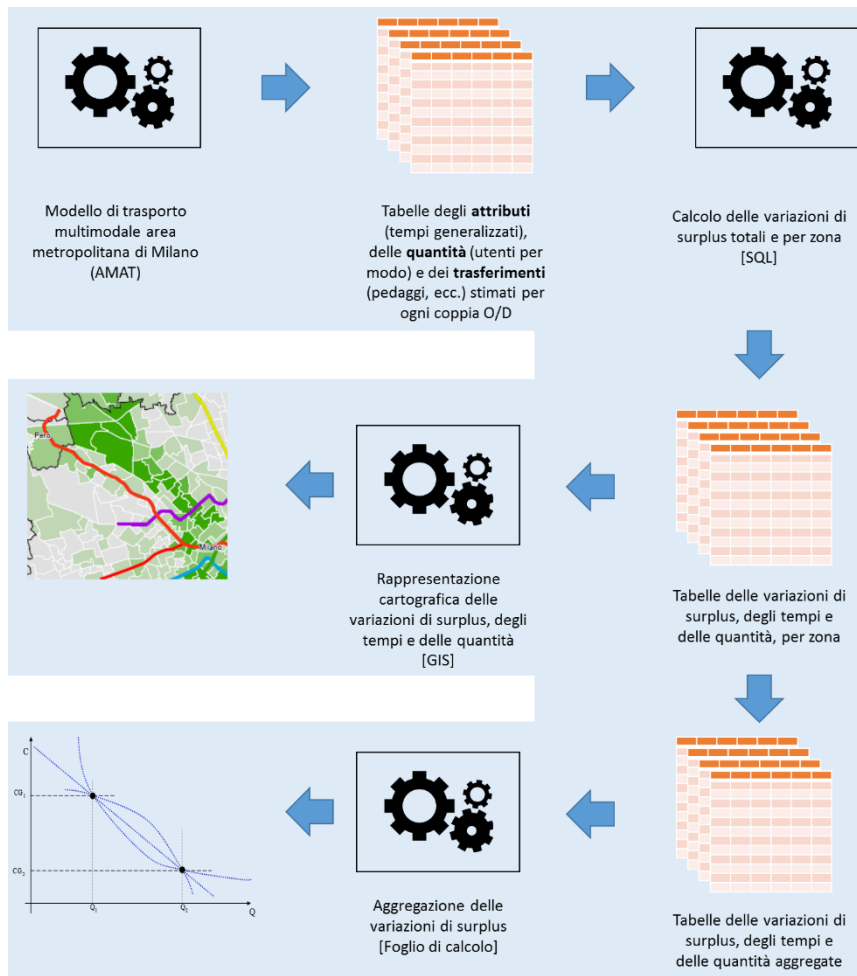 Modello di trasporto
multimodale area
metropolitana di Milano
(AMAT)
Tabelle degli attributi
(tempi generalizzati),
delle quantità (utenti per
modo) e dei trasferimenti
(pedaggi, ecc.) stimati per
ogni coppia O/D
Calcolo delle variazioni di
surplus totali e per zona
[SQL]
Pero
Milano
Rappresentazione
cartografica delle
variazioni di surplus, degli
tempi e delle quantità
[GIS]
Tabelle delle variazioni di
surplus, degli tempi e
delle quantità, per zona
C
CG₁
CG₂
Q₁
Q₂
Q
Aggregazione delle
variazioni di surplus
[Foglio di calcolo]
Tabelle delle variazioni di
surplus, degli tempi e
delle quantità aggregate